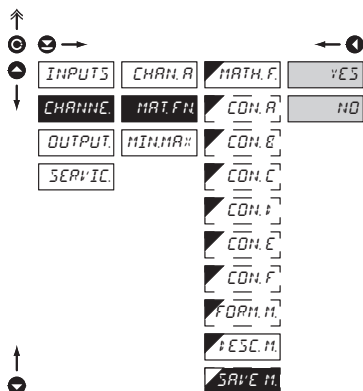 INPUTS CHAN. A MATH. F. YES
CHANNE. MAT. FN. CON. A NO
OUTPUT. MIN.MAX CON. B
SERVIC. CON. C
CON. D
CON. E
CON. F
FORM. M.
DESC. M.
SAVE M.